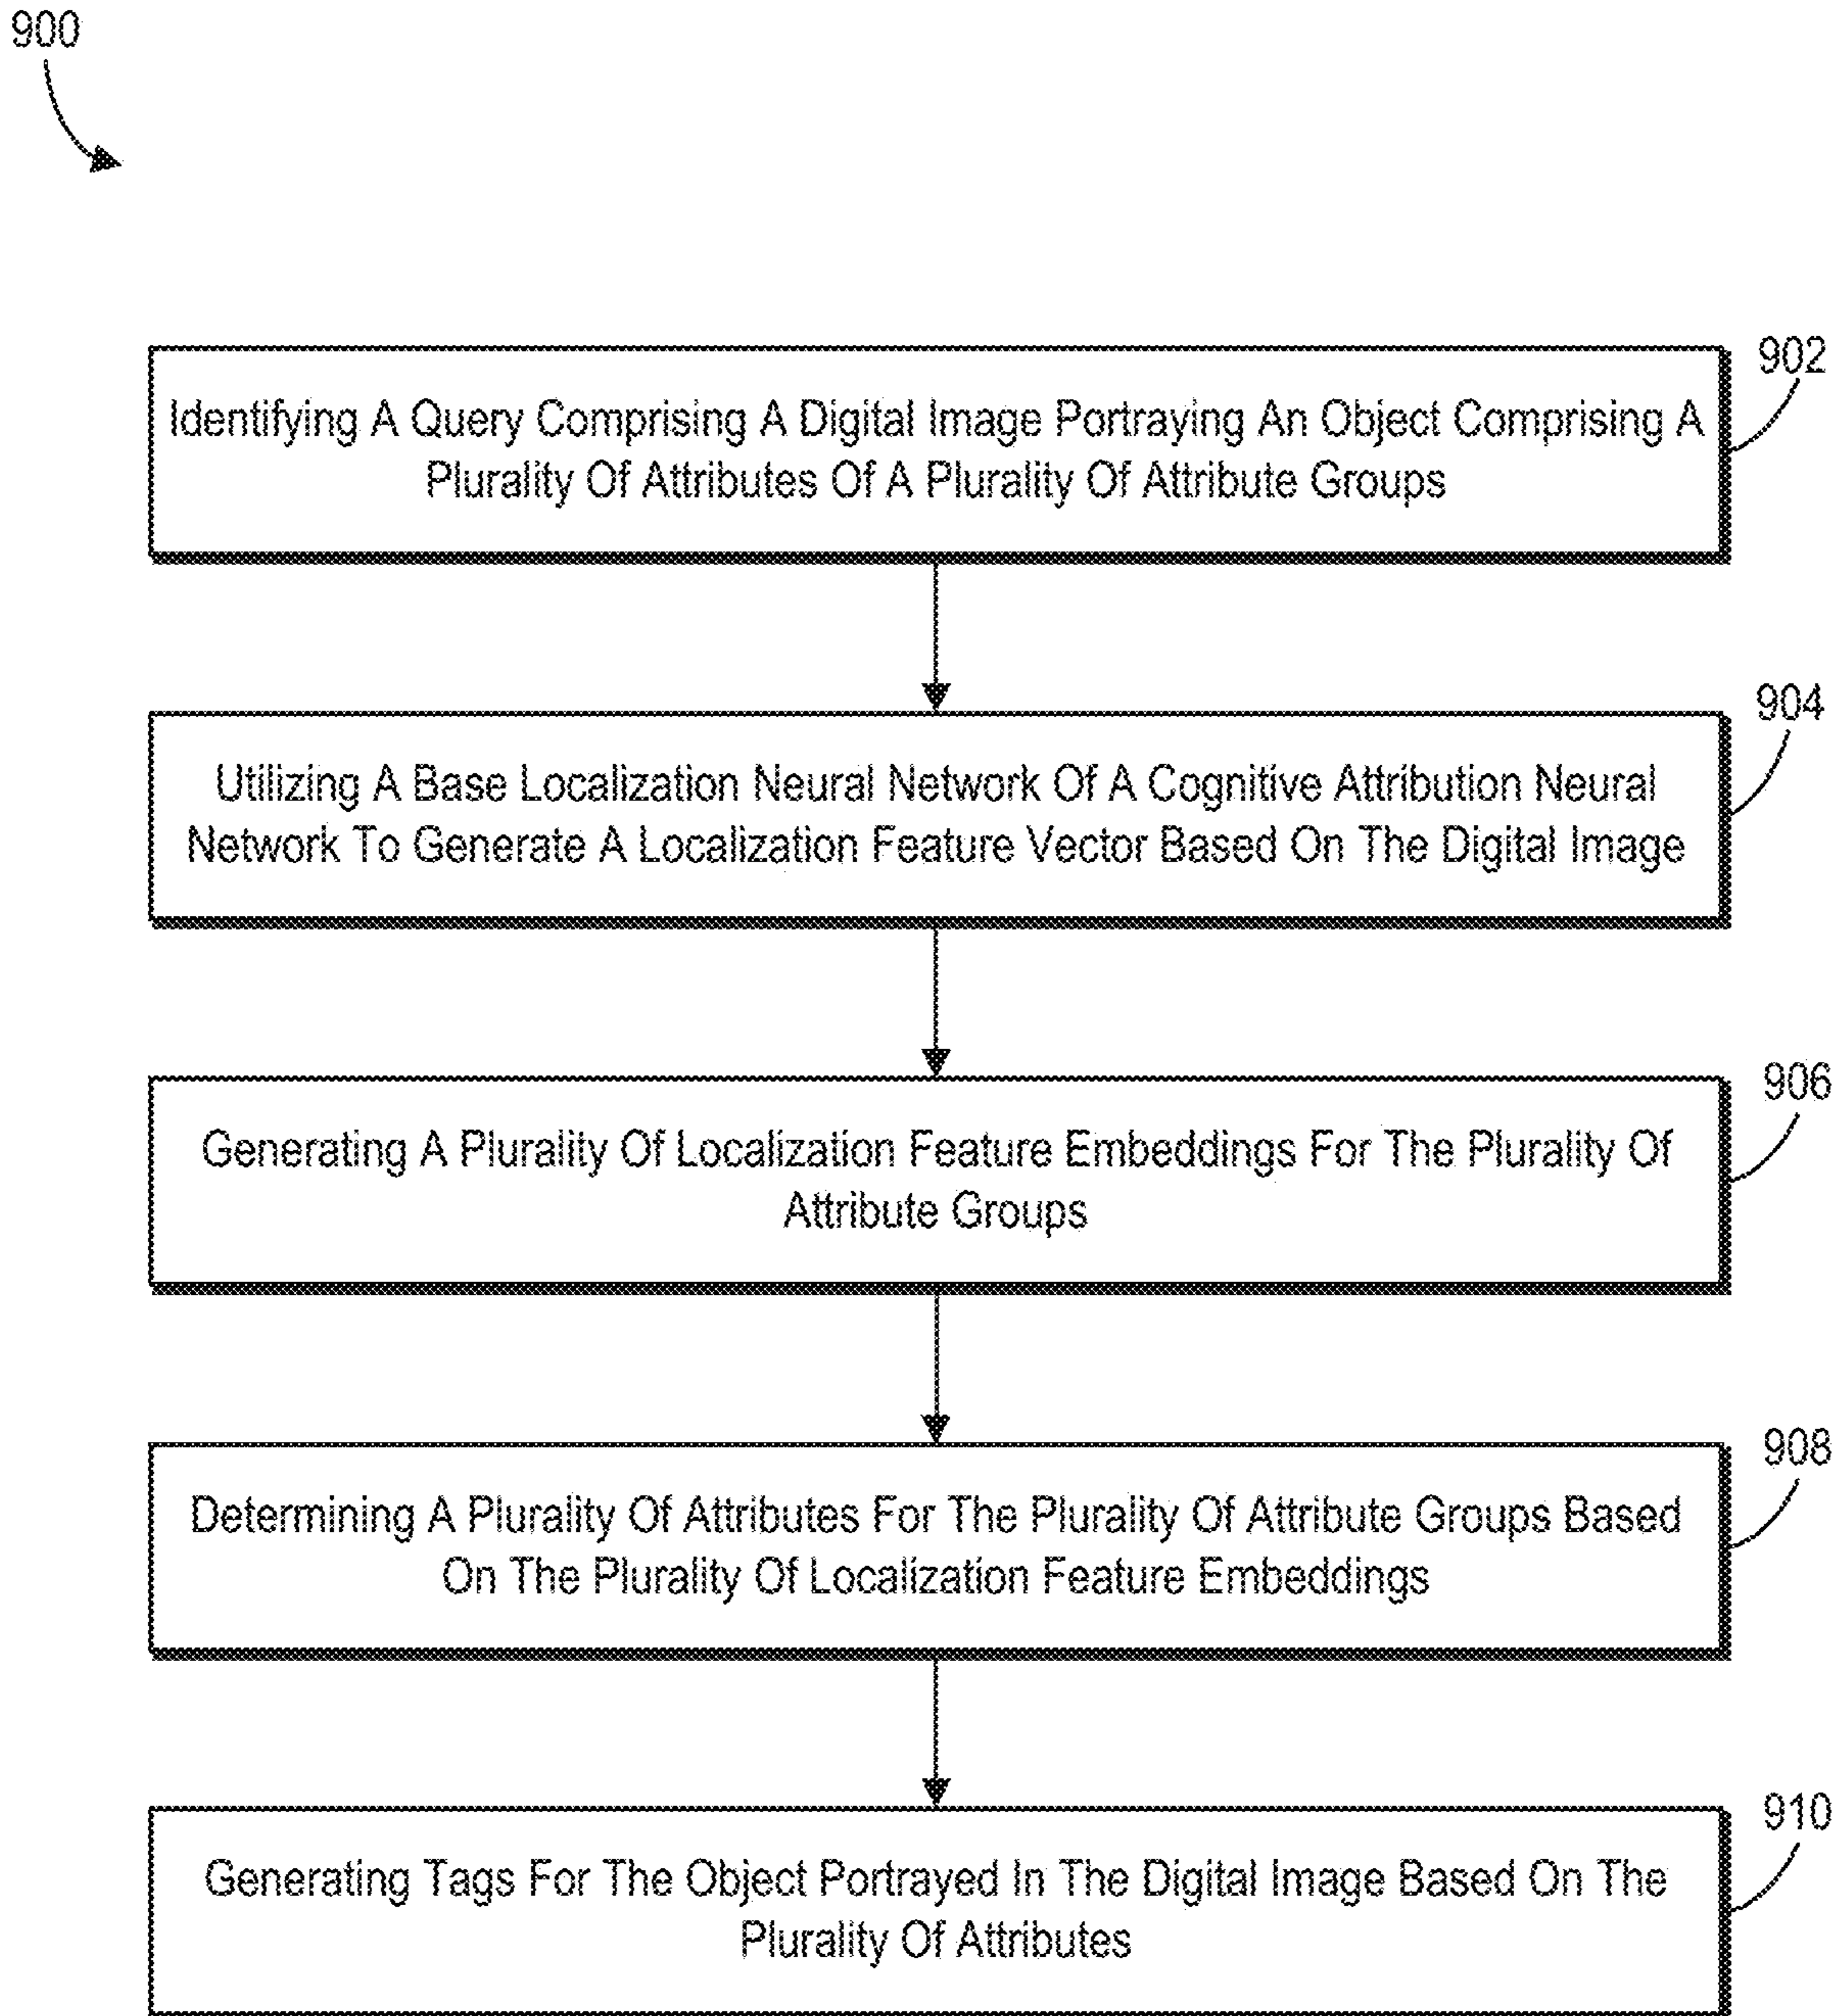 900
902
Identifying A Query Comprising A Digital Image Portraying An Object Comprising A
Plurality Of Attributes Of A Plurality Of Attribute Groups
904
Utilizing A Base Localization Neural Network Of A Cognitive Attribution Neural
Network To Generate A Localization Feature Vector Based On The Digital Image
906
Generating A Plurality Of Localization Feature Embeddings For The Plurality Of
Attribute Groups
908
Determining A Plurality Of Attributes For The Plurality Of Attribute Groups Based
On The Plurality Of Localization Feature Embeddings
910
Generating Tags For The Object Portrayed In The Digital Image Based On The
Plurality Of Attributes